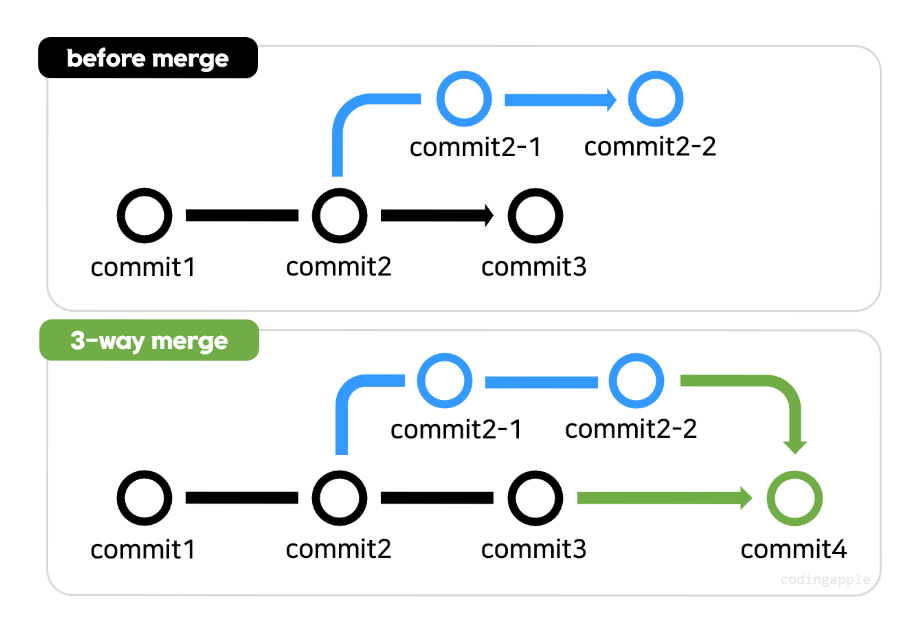 before merge
commit2-1
commit2-2
commit1
commit2
commit3
3-way merge
commit2-1
commit2-2
commit1
commit2
commit3
commit4
codingapple